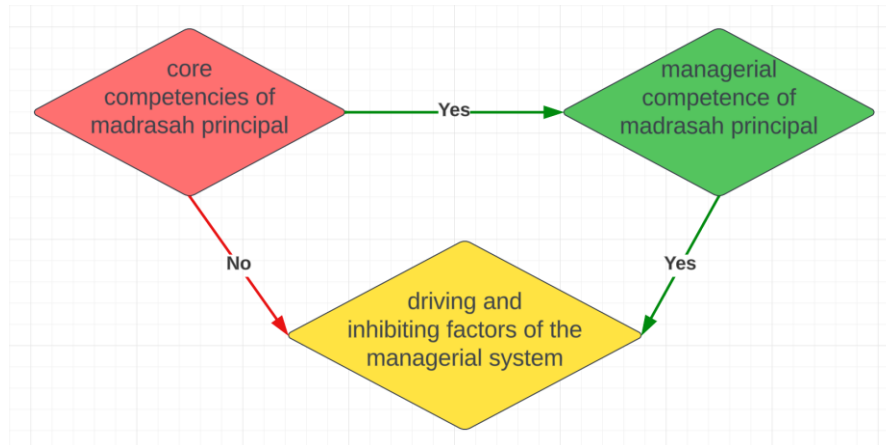 core
competencies of
madrasah principal
Yes
managerial
competence of
madrasah principal
No
Yes
driving and
inhibiting factors of the
managerial system